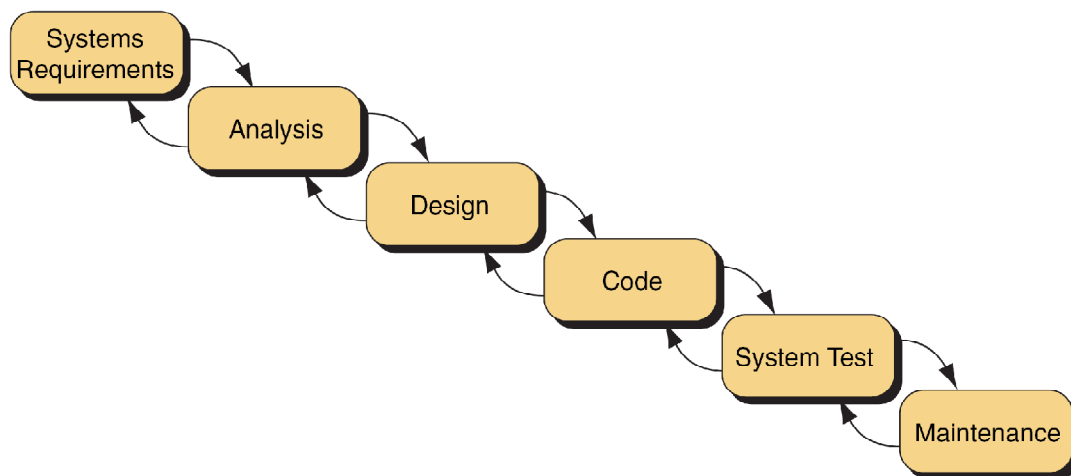 Systems
Requirements
Analysis
Design
Code
System Test
Maintenance